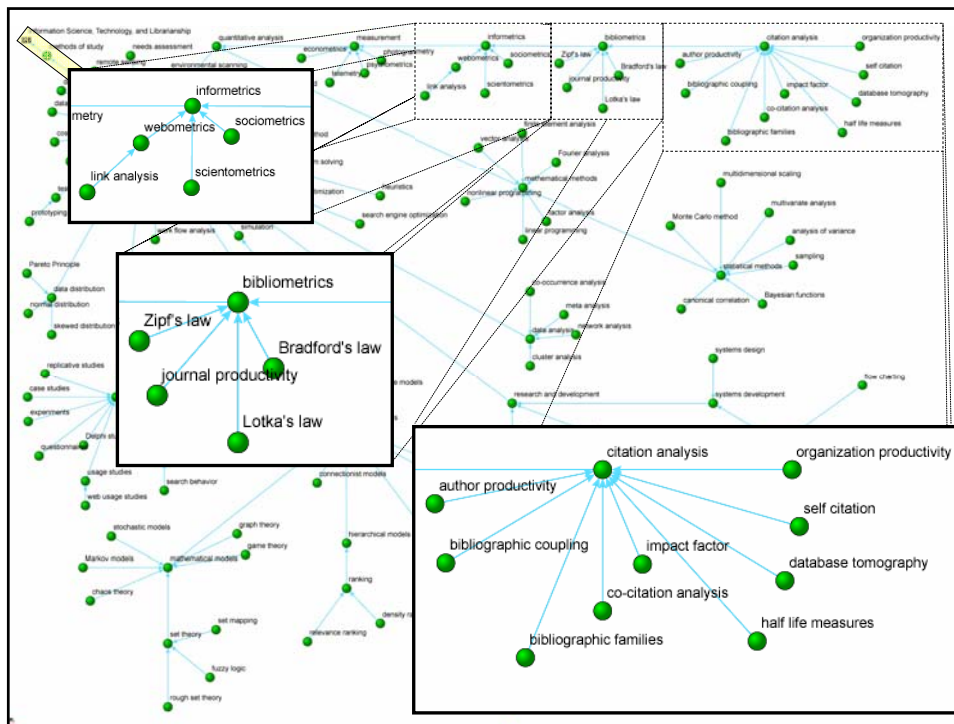 Information Science, Technology, and Librarianship
methods of study
needs assessment
quantitative analysis
measurement
econometrics
photogrammetry
psychometrics
telemetry
environmental scanning
informetrics
webometrics
sociometrics
link analysis
scientometrics
bibliometrics
Zipf's law
Bradford's law
journal productivity
Lotka's law
citation analysis
organization productivity
author productivity
self citation
bibliographic coupling
impact factor
database tomography
co-citation analysis
half life measures
bibliographic families
informetrics
metry
webometrics
sociometrics
link analysis
scientometrics
finite element analysis
vector analysis
Fourier analysis
mathematical methods
nonlinear programming
factor analysis
linear programming
heuristics
search engine optimization
prototyping
work flow analysis
simulation
multidimensional scaling
Monte Carlo method
multivariate analysis
analysis of variance
sampling
statistical methods
canonical correlation
Bayesian functions
Pareto Principle
data distribution
normal distribution
skewed distribution
bibliometrics
Zipf's law
Bradford's law
journal productivity
Lotka's law
co-occurrence analysis
meta analysis
network analysis
data analysis
cluster analysis
systems design
systems development
flow charting
research and development
replicative studies
case studies
experiments
Delphi stu
usage studies
web usage studies
search behavior
connectionist models
citation analysis
organization productivity
author productivity
self citation
bibliographic coupling
impact factor
database tomography
co-citation analysis
half life measures
bibliographic families
stochastic models
graph theory
game theory
Markov models
mathematical models
chaos theory
hierarchical models
ranking
relevance ranking
density ra
set theory
set mapping
fuzzy logic
rough set theory